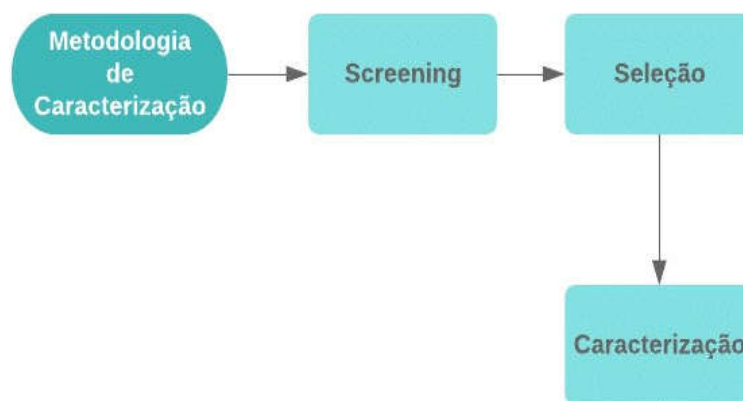 Metodologia
de
Caracterização
Screening
Seleção
Caracterização